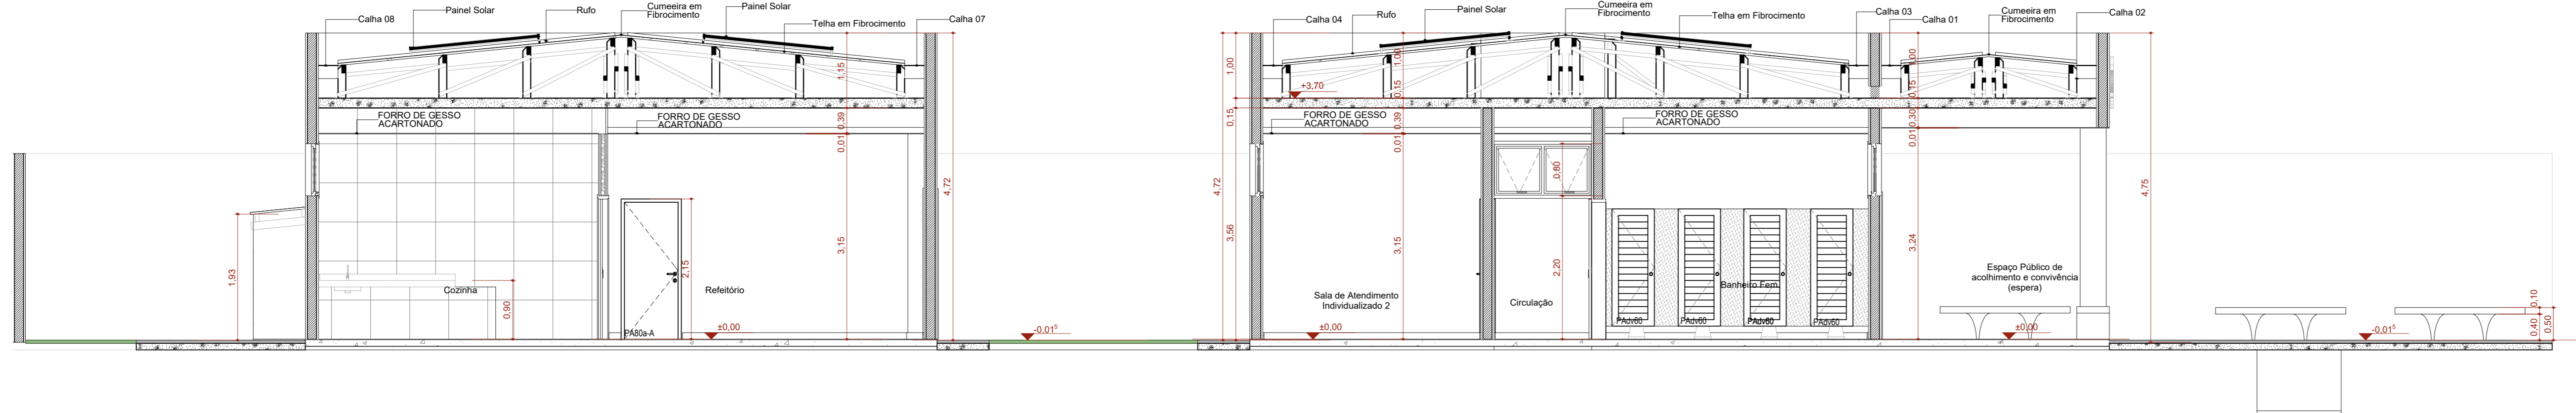 Calha 08
Painel Solar
Rufo
Cumeeira em
Fibrocimento
Painel Solar
Telha em Fibrocimento
Calha 07
1,15
FORRO DE GESSO
ACARTONADO
FORRO DE GESSO
ACARTONADO
0,39
0,01
4,72
3,15
2,15
1,93
0,90
Cozinha
Refeitório
PA80a-A
±0,00
-0,01⁵
Calha 04
Rufo
Painel Solar
Cumeeira em
Fibrocimento
Telha em Fibrocimento
Calha 03
Calha 01
Cumeeira em
Fibrocimento
Calha 02
1,00
1,00
1,00
+3,70
0,15
0,15
0,15
FORRO DE GESSO
ACARTONADO
FORRO DE GESSO
ACARTONADO
0,39
0,01
0,30
0,01
0,80
4,72
3,56
3,15
2,20
3,24
4,75
Sala de Atendimento
Individualizado 2
Circulação
Banheiro Fem.
Espaço Público de
acolhimento e convivência
(espera)
PAdv60
PAdv60
PAdv60
PAdv60
±0,00
±0,00
-0,01⁵
0,10
0,40
0,50